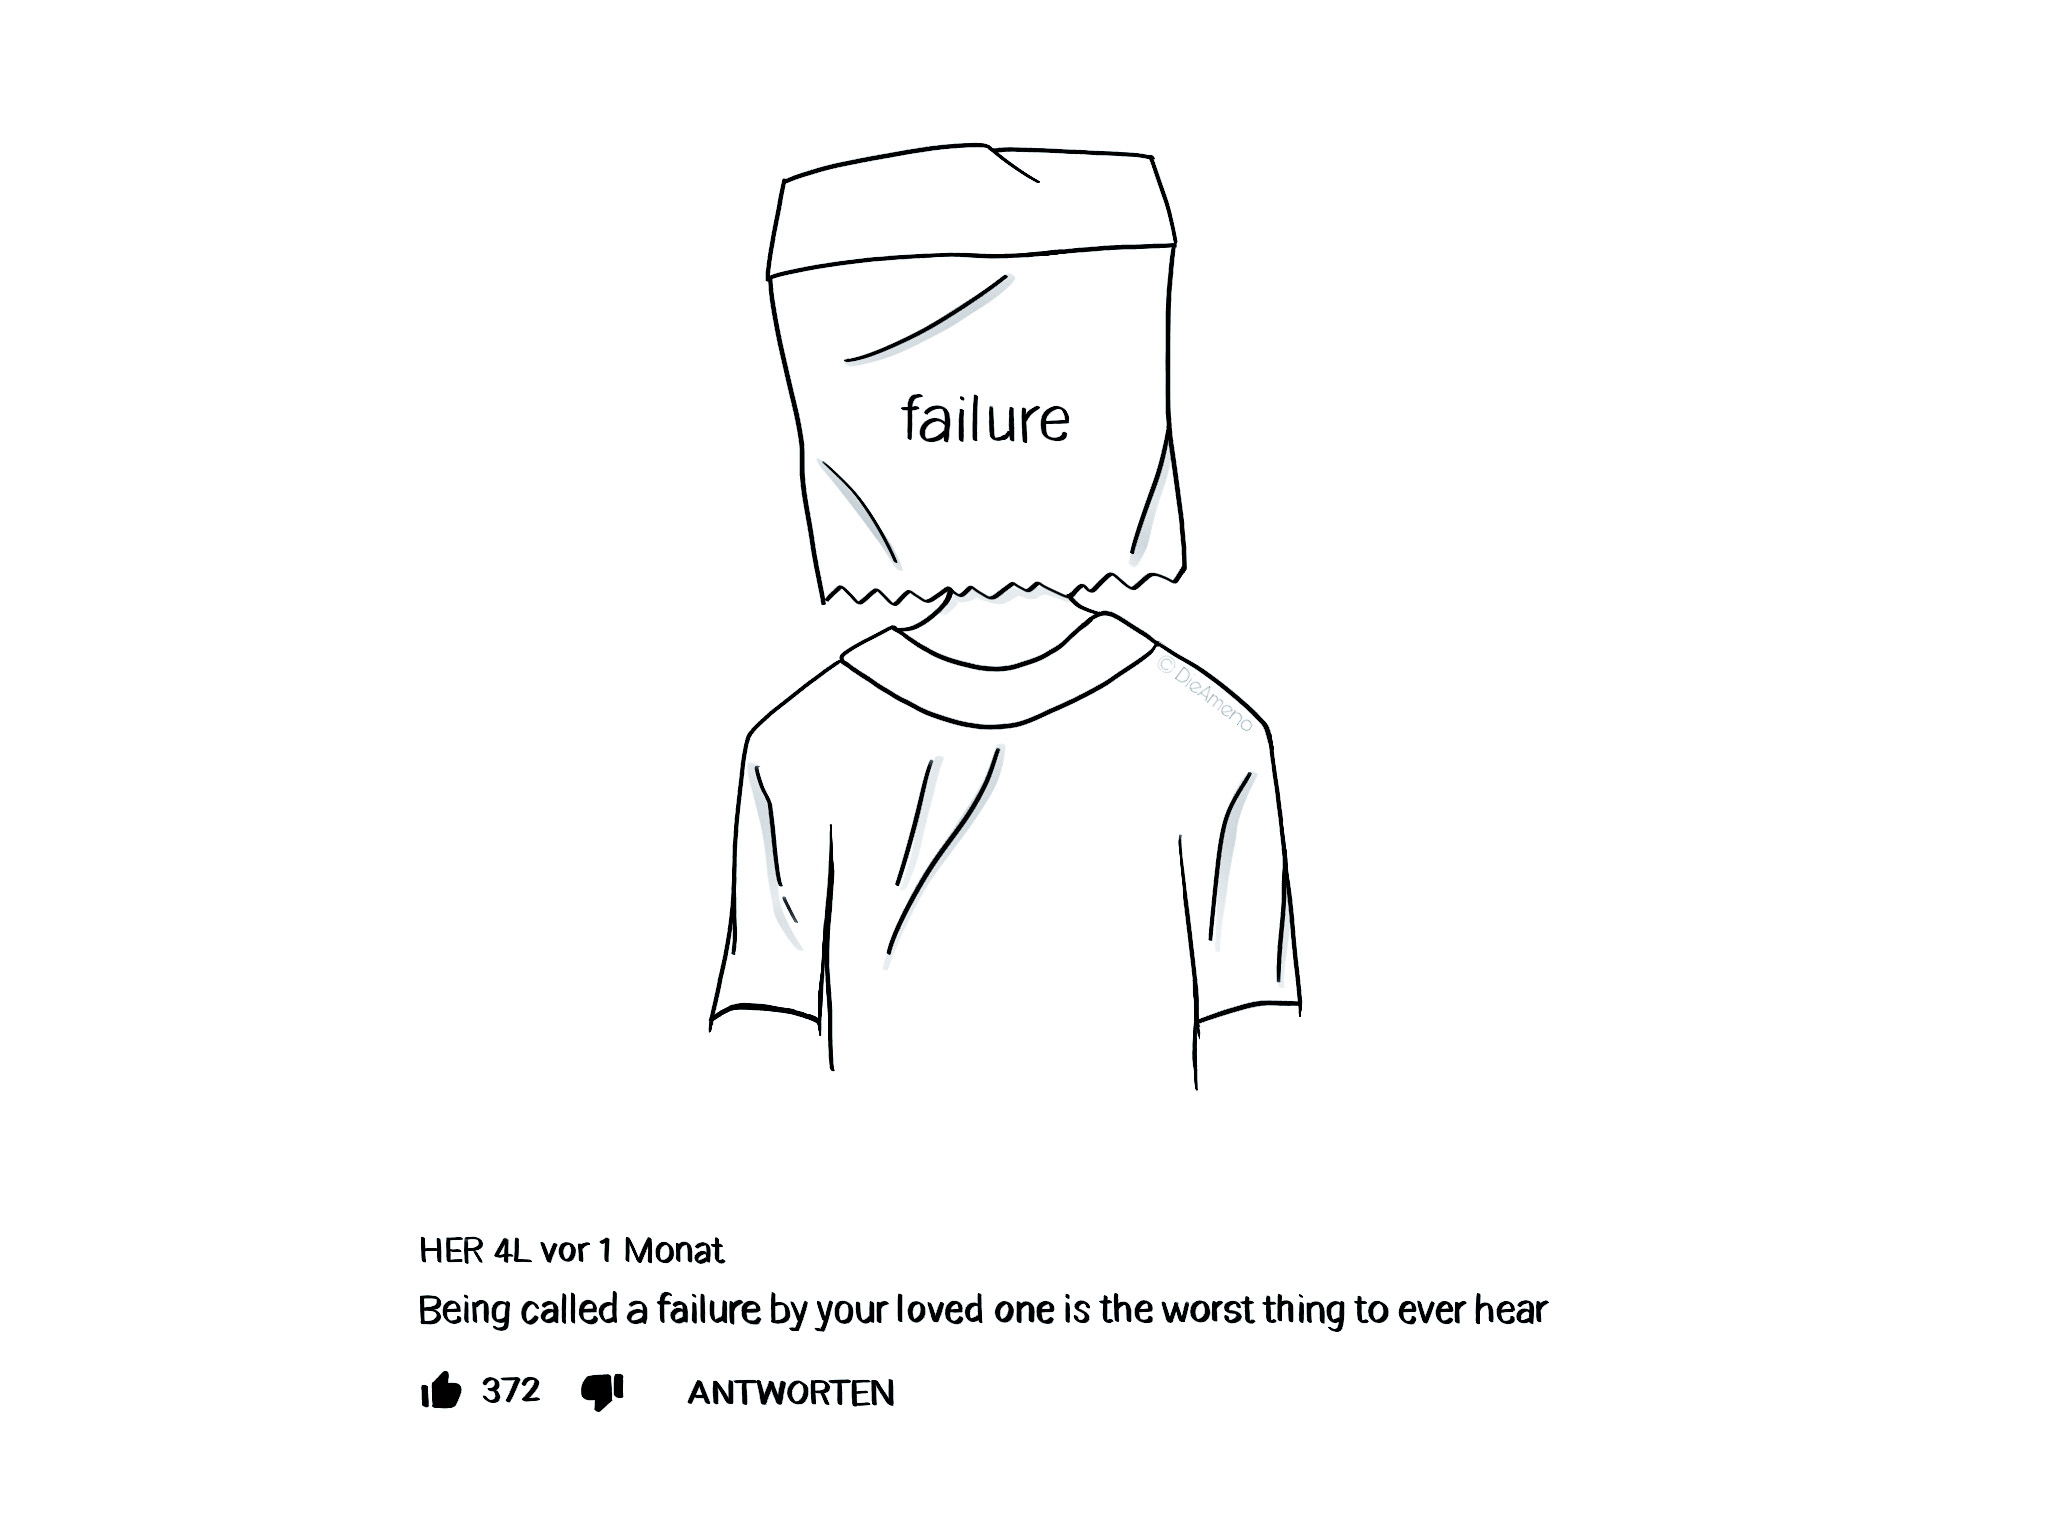 failure
© DieAmeno
HER 4L vor 1 Monat
Being called a failure by your loved one is the worst thing to ever hear
372 ANTWORTEN